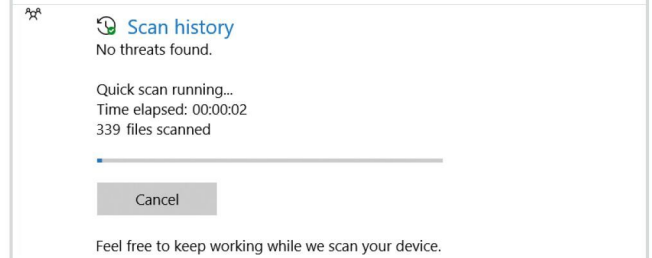 Scan history
No threats found.
Quick scan running...
Time elapsed: 00:00:02
339 files scanned
Cancel
Feel free to keep working while we scan your device.